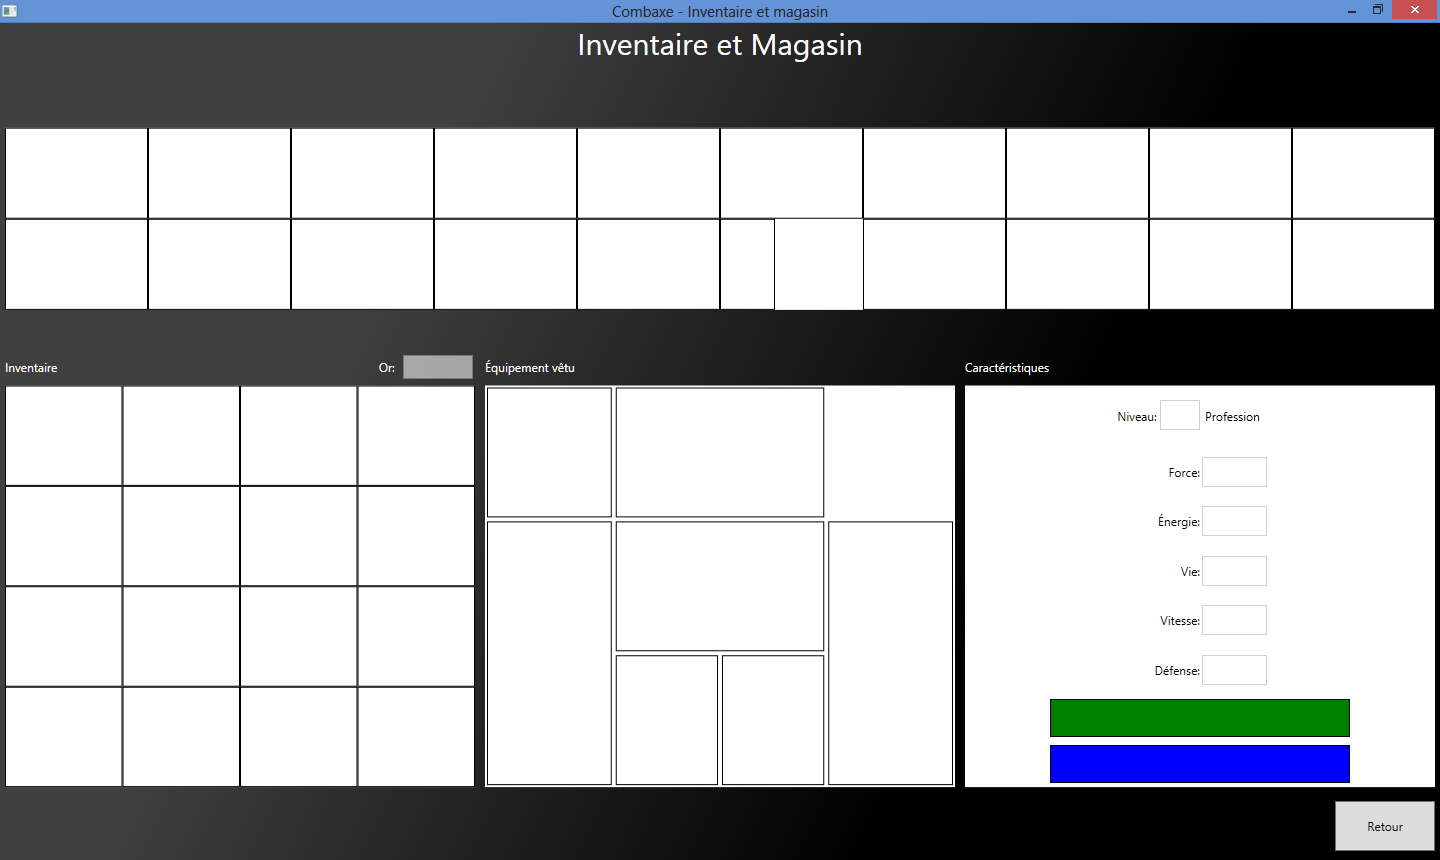 Combaxe - Inventaire et magasin
Inventaire et Magasin
Inventaire
Or:
Équipement vêtu
Caractéristiques
Niveau:
Profession
Force:
Énergie:
Vie:
Vitesse:
Défense:
Retour